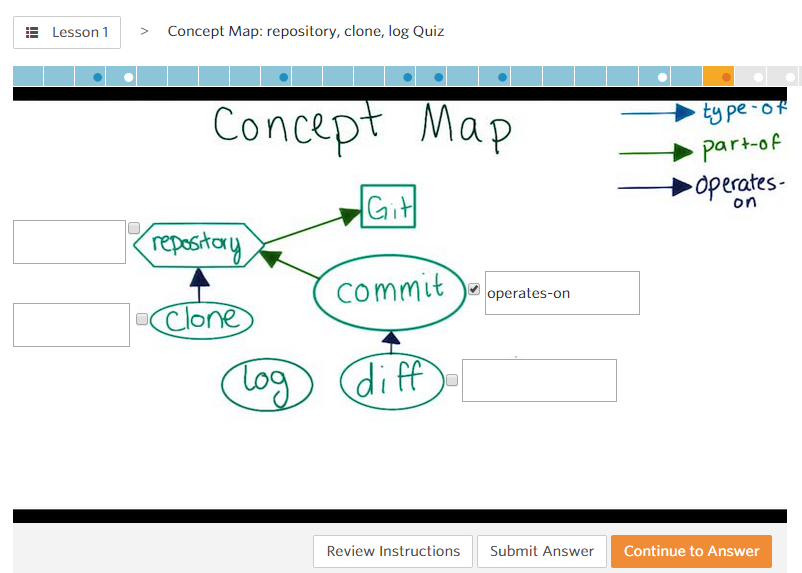 Lesson 1 > Concept Map: repository, clone, log Quiz
Concept Map
type-of
part-of
operates-
on
Git
repository
commit
operates-on
clone
log
diff
Review Instructions
Submit Answer
Continue to Answer